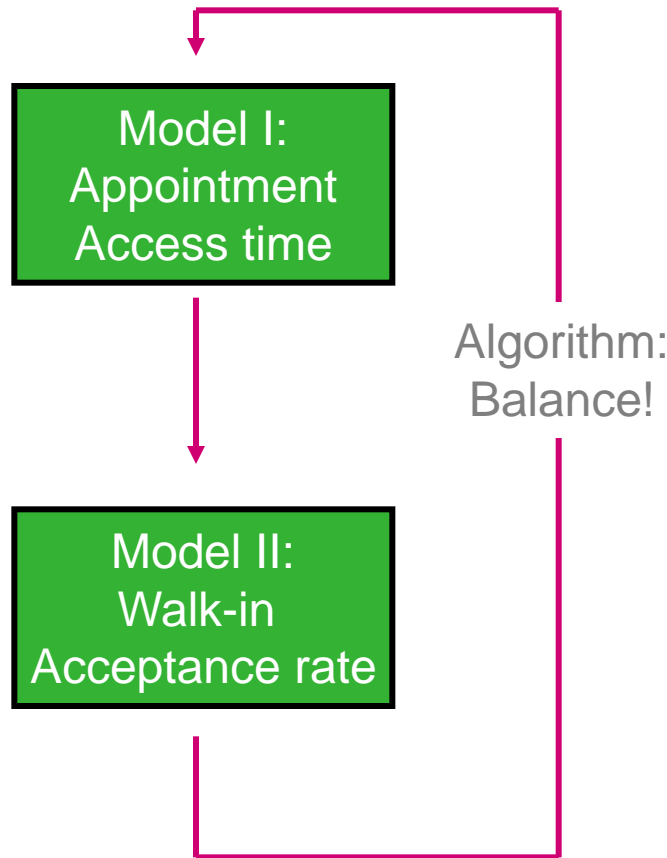 Model I:
Appointment
Access time
Algorithm:
Balance!
Model II:
Walk-in
Acceptance rate